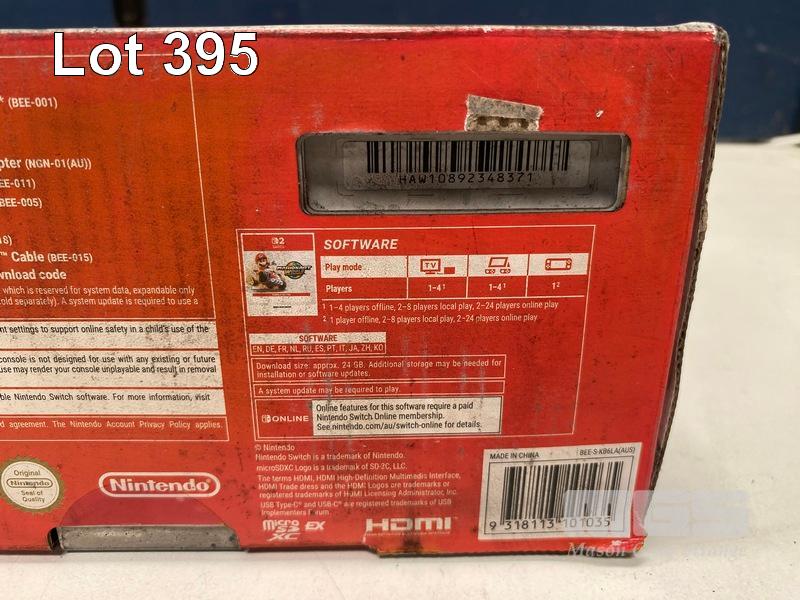 Lot 395
* (BEE-001)
pter (NGN-01(AU))
EE-011)
BEE-005)
18)
™ Cable (BEE-015)
wnload code
which is reserved for system data, expandable only
old separately). A system update is required to use a
nt settings to support online safety in a child's use of the
console is not designed for use with any existing or future
use may render your console unplayable and result in removal
ble Nintendo Switch software. For more information, visit
d agreement. The Nintendo Account Privacy Policy applies.
Original
Nintendo
Seal of
Quality
Nintendo
HAW10892348371
SOFTWARE
Play mode TV
Players 1-4¹ 1-4¹ 1²
¹ 1-4 players offline, 2-8 players local play, 2-24 players online play
² 1 player offline, 2-8 players local play, 2-24 players online play
SOFTWARE
EN, DE, FR, NL, RU, ES, PT, IT, JA, ZH, KO
Download size: approx. 24 GB. Additional storage may be needed for
installation or software updates.
A system update may be required to play.
ONLINE
Online features for this software require a paid
Nintendo Switch Online membership.
See nintendo.com/au/switch-online for details.
© Nintendo
Nintendo Switch is a trademark of Nintendo.
microSDXC Logo is a trademark of SD-3C, LLC.
The terms HDMI, HDMI High-Definition Multimedia Interface,
HDMI Trade dress and the HDMI Logos are trademarks or
registered trademarks of HDMI Licensing Administrator, Inc.
USB Type-C® and USB-C® are registered trademarks of USB
Implementers Forum.
micro SD XC EX
HDMI
MADE IN CHINA BEE-S-KB6LA(AUS)
9 318113 101035
Mason Gray Strange